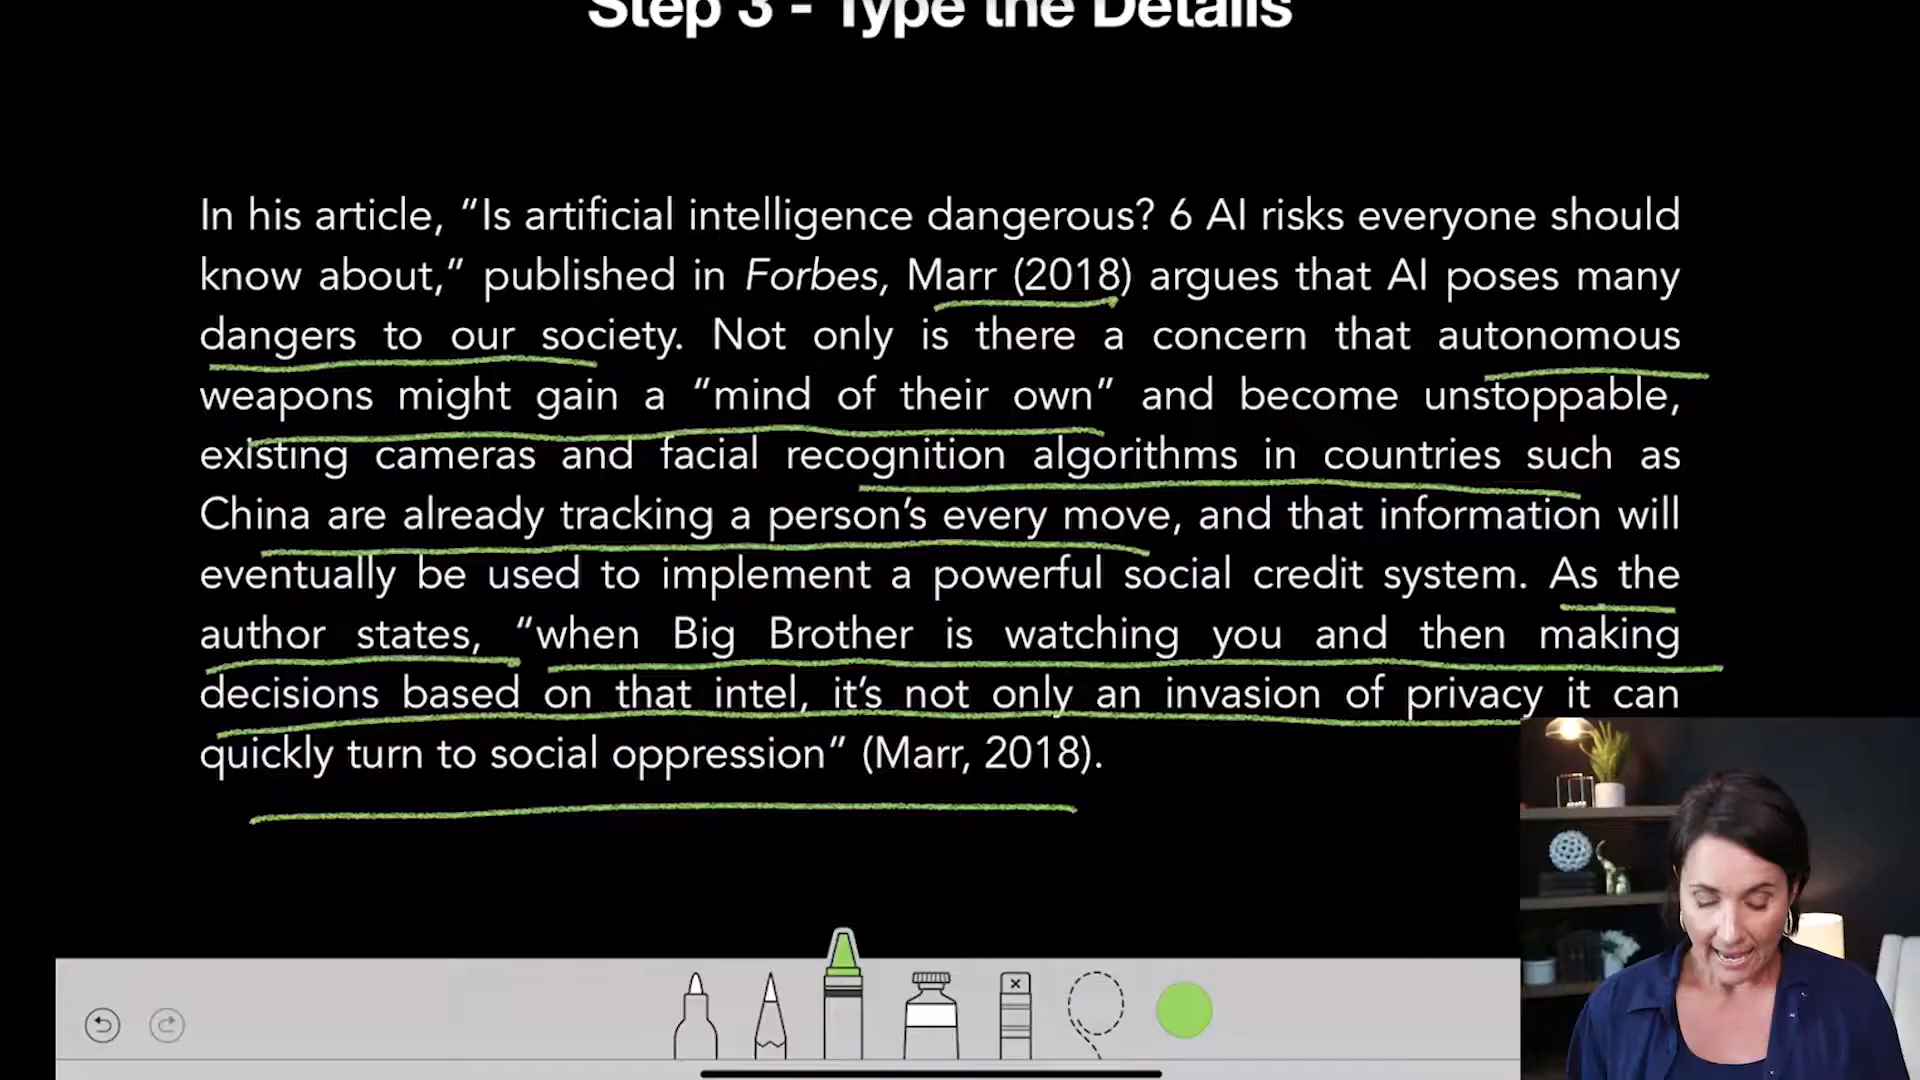 Step 3 - Type the Details
In his article, “Is artificial intelligence dangerous? 6 AI risks everyone should
know about,” published in Forbes, Marr (2018) argues that AI poses many
dangers to our society. Not only is there a concern that autonomous
weapons might gain a “mind of their own” and become unstoppable,
existing cameras and facial recognition algorithms in countries such as
China are already tracking a person’s every move, and that information will
eventually be used to implement a powerful social credit system. As the
author states, “when Big Brother is watching you and then making
decisions based on that intel, it’s not only an invasion of privacy it can
quickly turn to social oppression” (Marr, 2018).